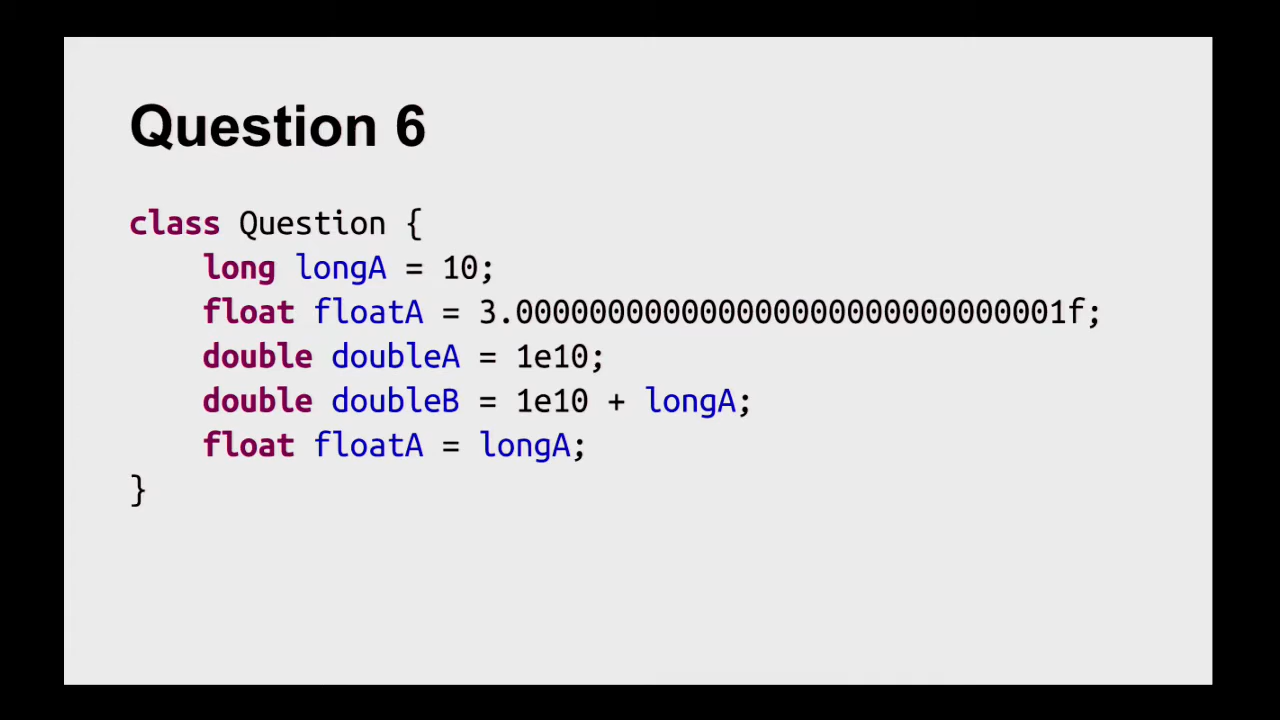 Question 6
class Question {
long longA = 10;
float floatA = 3.000000000000000000000000000001f;
double doubleA = 1e10;
double doubleB = 1e10 + longA;
float floatA = longA;
}